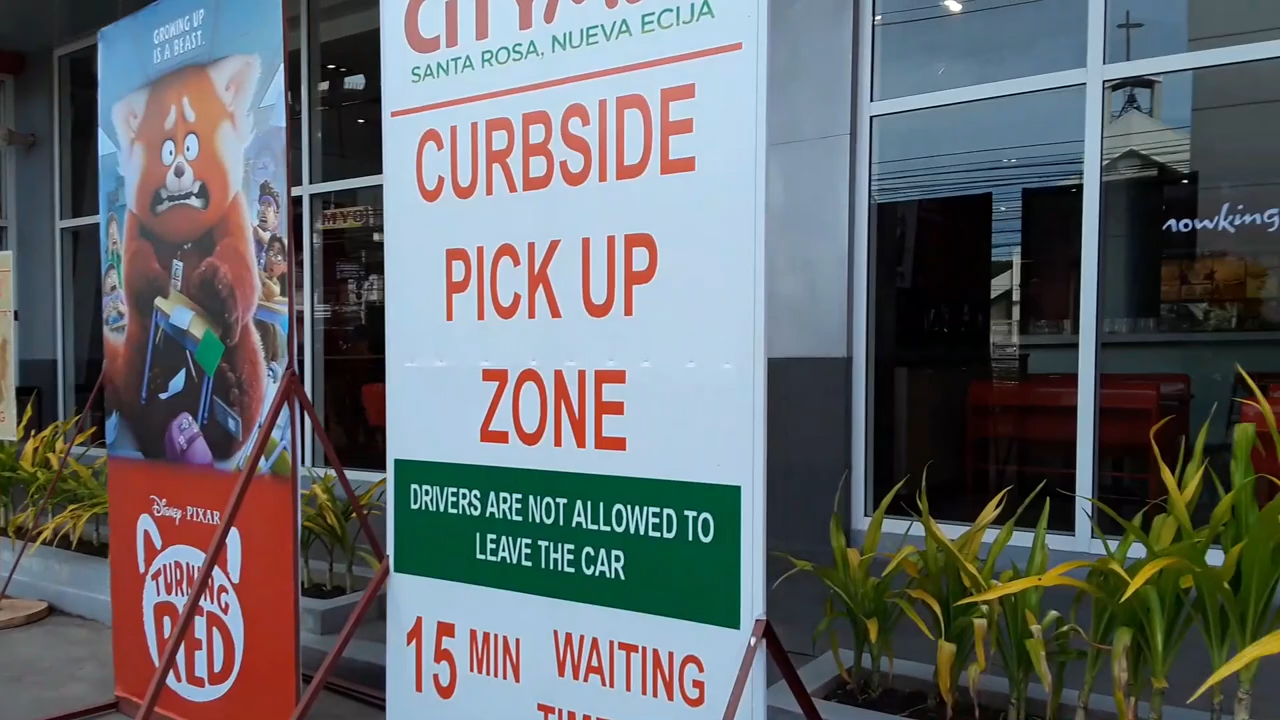 GROWING UP
IS A BEAST.
Disney · PIXAR
TURNING
RED
SANTA ROSA, NUEVA ECIJA
CURBSIDE
PICK UP
ZONE
DRIVERS ARE NOT ALLOWED TO
LEAVE THE CAR
15 MIN WAITING
nowking